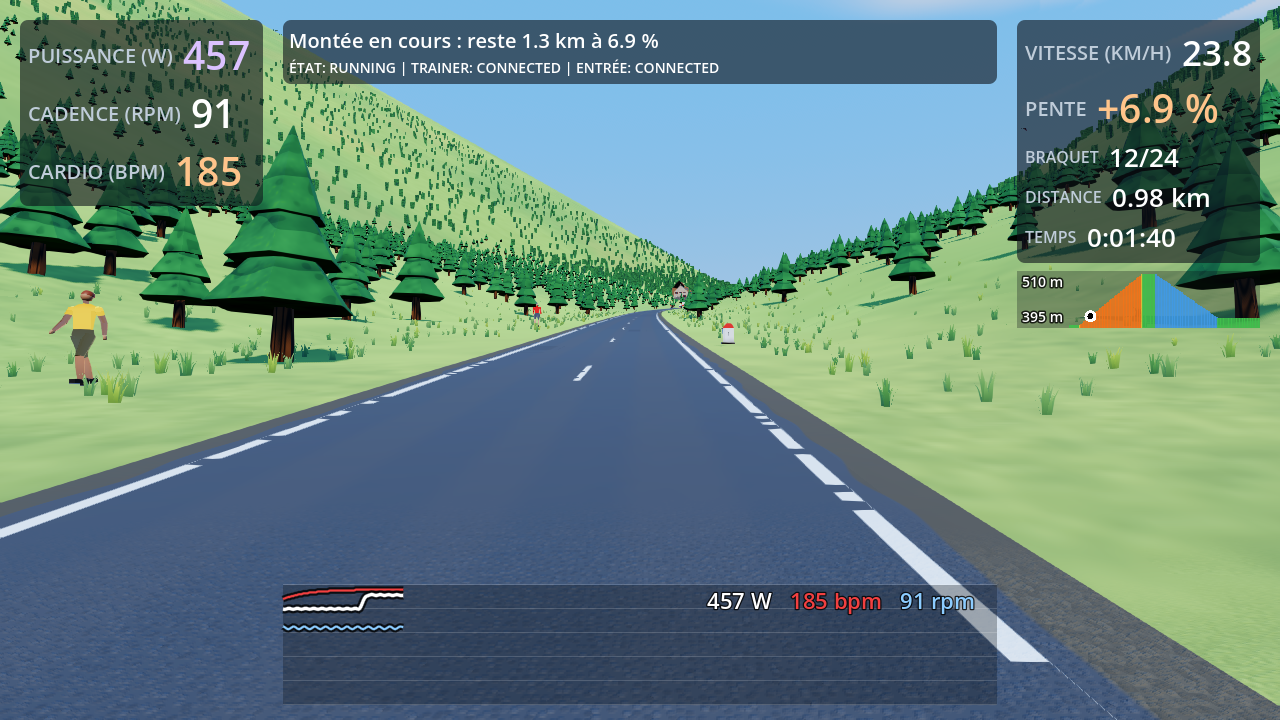 PUISSANCE (W) 457
CADENCE (RPM) 91
CARDIO (BPM) 185
Montée en cours : reste 1.3 km à 6.9 %
ÉTAT: RUNNING | TRAINER: CONNECTED | ENTRÉE: CONNECTED
VITESSE (KM/H) 23.8
PENTE +6.9 %
BRAQUET 12/24
DISTANCE 0.98 km
TEMPS 0:01:40
510 m
395 m
457 W 185 bpm 91 rpm